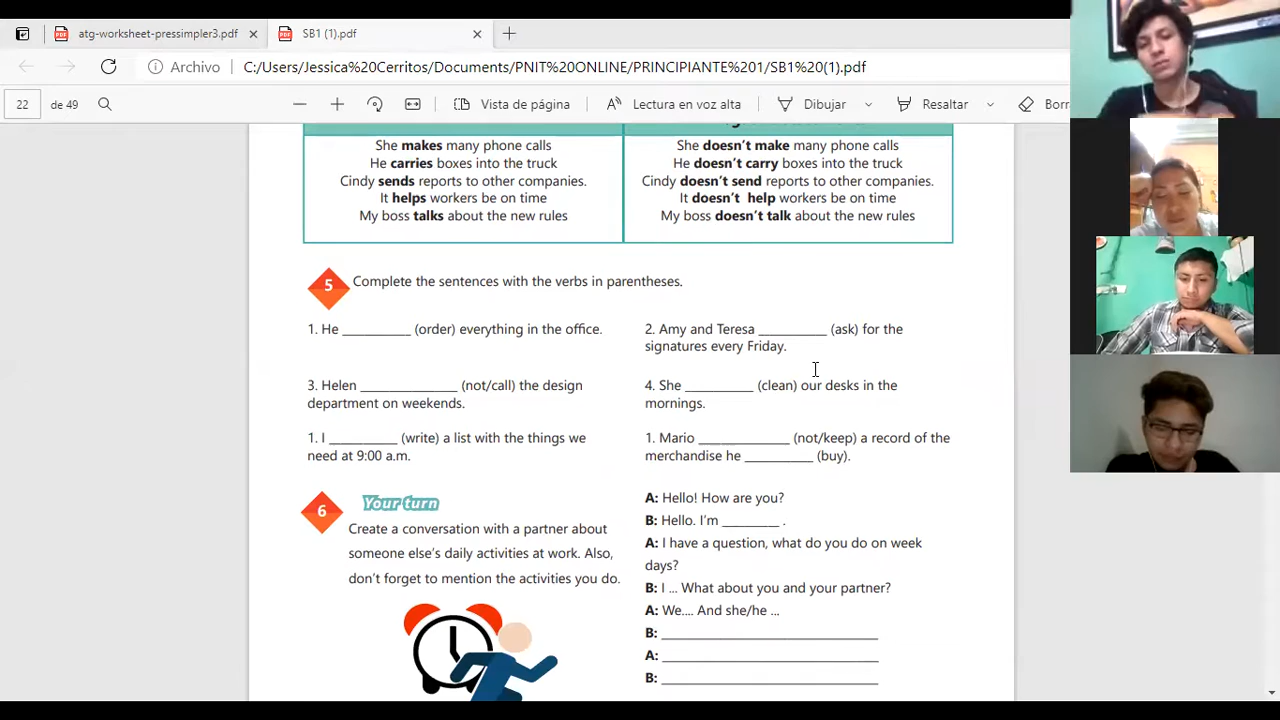 atg-worksheet-pressimpler3.pdf
SB1 (1).pdf
Archivo C:/Users/Jessica%20Cerritos/Documents/PNIT%20ONLINE/PRINCIPIANTE%201/SB1%20(1).pdf
22 de 49 Vista de página Lectura en voz alta Dibujar Resaltar Borr
She makes many phone calls
He carries boxes into the truck
Cindy sends reports to other companies.
It helps workers be on time
My boss talks about the new rules
She doesn't make many phone calls
He doesn't carry boxes into the truck
Cindy doesn't send reports to other companies.
It doesn't help workers be on time
My boss doesn't talk about the new rules
5 Complete the sentences with the verbs in parentheses.
1. He __________ (order) everything in the office.
2. Amy and Teresa __________ (ask) for the
signatures every Friday.
3. Helen ______________ (not/call) the design
department on weekends.
4. She __________ (clean) our desks in the
mornings.
1. I __________ (write) a list with the things we
need at 9:00 a.m.
1. Mario _____________ (not/keep) a record of the
merchandise he __________ (buy).
6 Your turn
Create a conversation with a partner about
someone else's daily activities at work. Also,
don't forget to mention the activities you do.
A: Hello! How are you?
B: Hello. I'm ________ .
A: I have a question, what do you do on week
days?
B: I ... What about you and your partner?
A: We.... And she/he ...
B: ______________________________
A: ______________________________
B: ______________________________